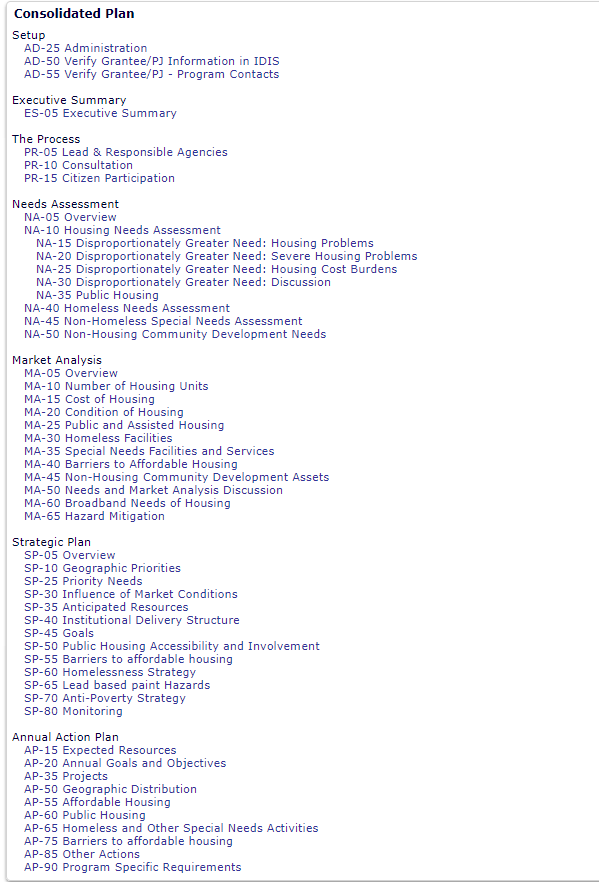 Consolidated Plan
Setup
AD-25 Administration
AD-50 Verify Grantee/PJ Information in IDIS
AD-55 Verify Grantee/PJ - Program Contacts
Executive Summary
ES-05 Executive Summary
The Process
PR-05 Lead & Responsible Agencies
PR-10 Consultation
PR-15 Citizen Participation
Needs Assessment
NA-05 Overview
NA-10 Housing Needs Assessment
NA-15 Disproportionately Greater Need: Housing Problems
NA-20 Disproportionately Greater Need: Severe Housing Problems
NA-25 Disproportionately Greater Need: Housing Cost Burdens
NA-30 Disproportionately Greater Need: Discussion
NA-35 Public Housing
NA-40 Homeless Needs Assessment
NA-45 Non-Homeless Special Needs Assessment
NA-50 Non-Housing Community Development Needs
Market Analysis
MA-05 Overview
MA-10 Number of Housing Units
MA-15 Cost of Housing
MA-20 Condition of Housing
MA-25 Public and Assisted Housing
MA-30 Homeless Facilities
MA-35 Special Needs Facilities and Services
MA-40 Barriers to Affordable Housing
MA-45 Non-Housing Community Development Assets
MA-50 Needs and Market Analysis Discussion
MA-60 Broadband Needs of Housing
MA-65 Hazard Mitigation
Strategic Plan
SP-05 Overview
SP-10 Geographic Priorities
SP-25 Priority Needs
SP-30 Influence of Market Conditions
SP-35 Anticipated Resources
SP-40 Institutional Delivery Structure
SP-45 Goals
SP-50 Public Housing Accessibility and Involvement
SP-55 Barriers to affordable housing
SP-60 Homelessness Strategy
SP-65 Lead based paint Hazards
SP-70 Anti-Poverty Strategy
SP-80 Monitoring
Annual Action Plan
AP-15 Expected Resources
AP-20 Annual Goals and Objectives
AP-35 Projects
AP-50 Geographic Distribution
AP-55 Affordable Housing
AP-60 Public Housing
AP-65 Homeless and Other Special Needs Activities
AP-75 Barriers to affordable housing
AP-85 Other Actions
AP-90 Program Specific Requirements